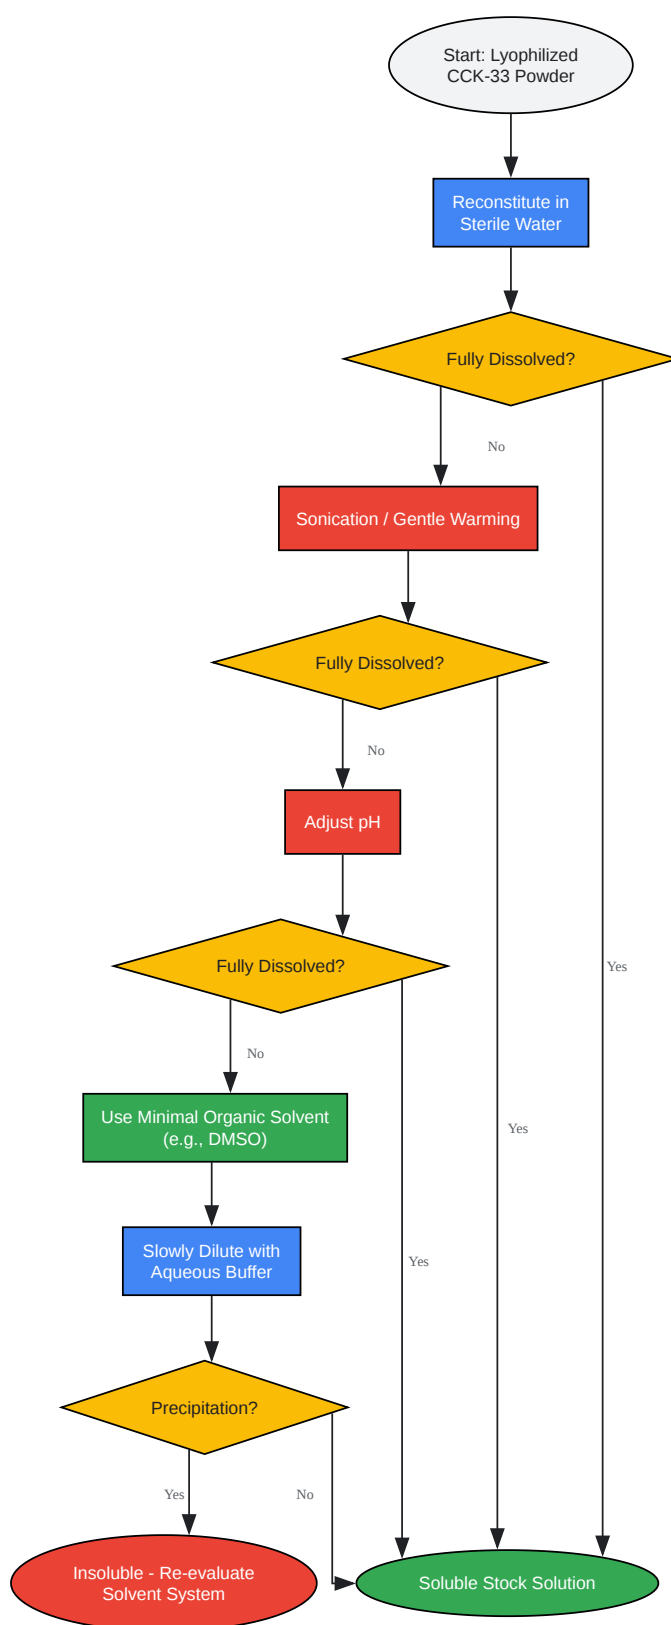 Start: Lyophilized
CCK-33 Powder
Reconstitute in
Sterile Water
Fully Dissolved?
No
Sonication / Gentle Warming
Fully Dissolved?
No
Adjust pH
Fully Dissolved?
Yes
No
Use Minimal Organic Solvent
(e.g., DMSO)
Yes
Slowly Dilute with
Aqueous Buffer
Yes
Precipitation?
Yes
No
Insoluble - Re-evaluate
Solvent System
Soluble Stock Solution